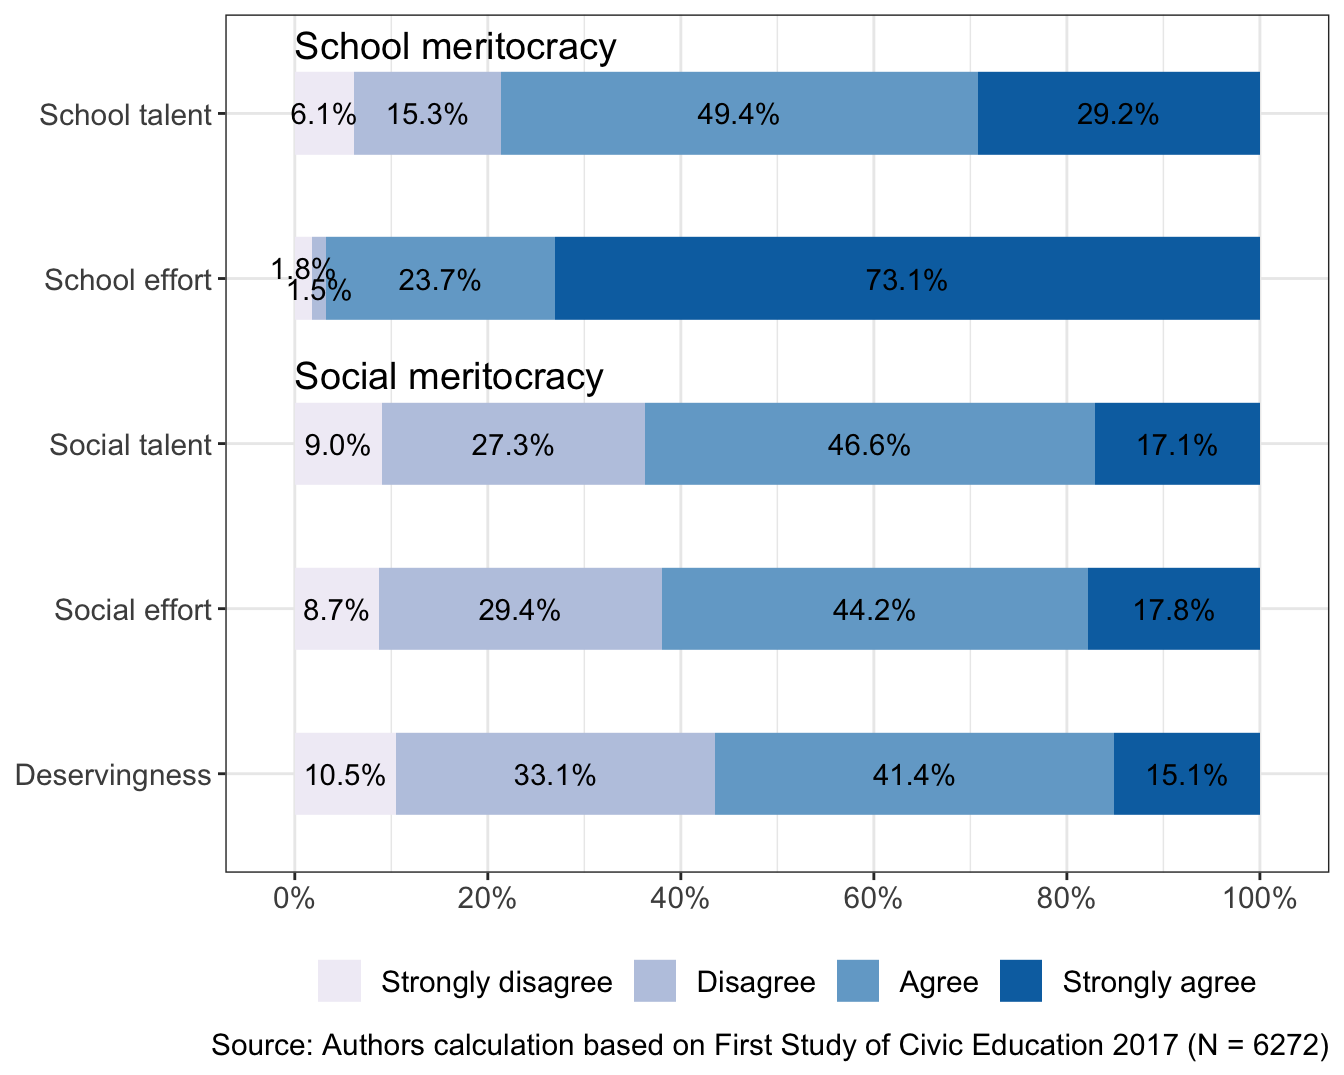 School meritocracy
School talent
6.1% 15.3% 49.4% 29.2%
School effort
1.8% 1.5% 23.7% 73.1%
Social meritocracy
Social talent
9.0% 27.3% 46.6% 17.1%
Social effort
8.7% 29.4% 44.2% 17.8%
Deservingness
10.5% 33.1% 41.4% 15.1%
0% 20% 40% 60% 80% 100%
Strongly disagree Disagree Agree Strongly agree
Source: Authors calculation based on First Study of Civic Education 2017 (N = 6272)